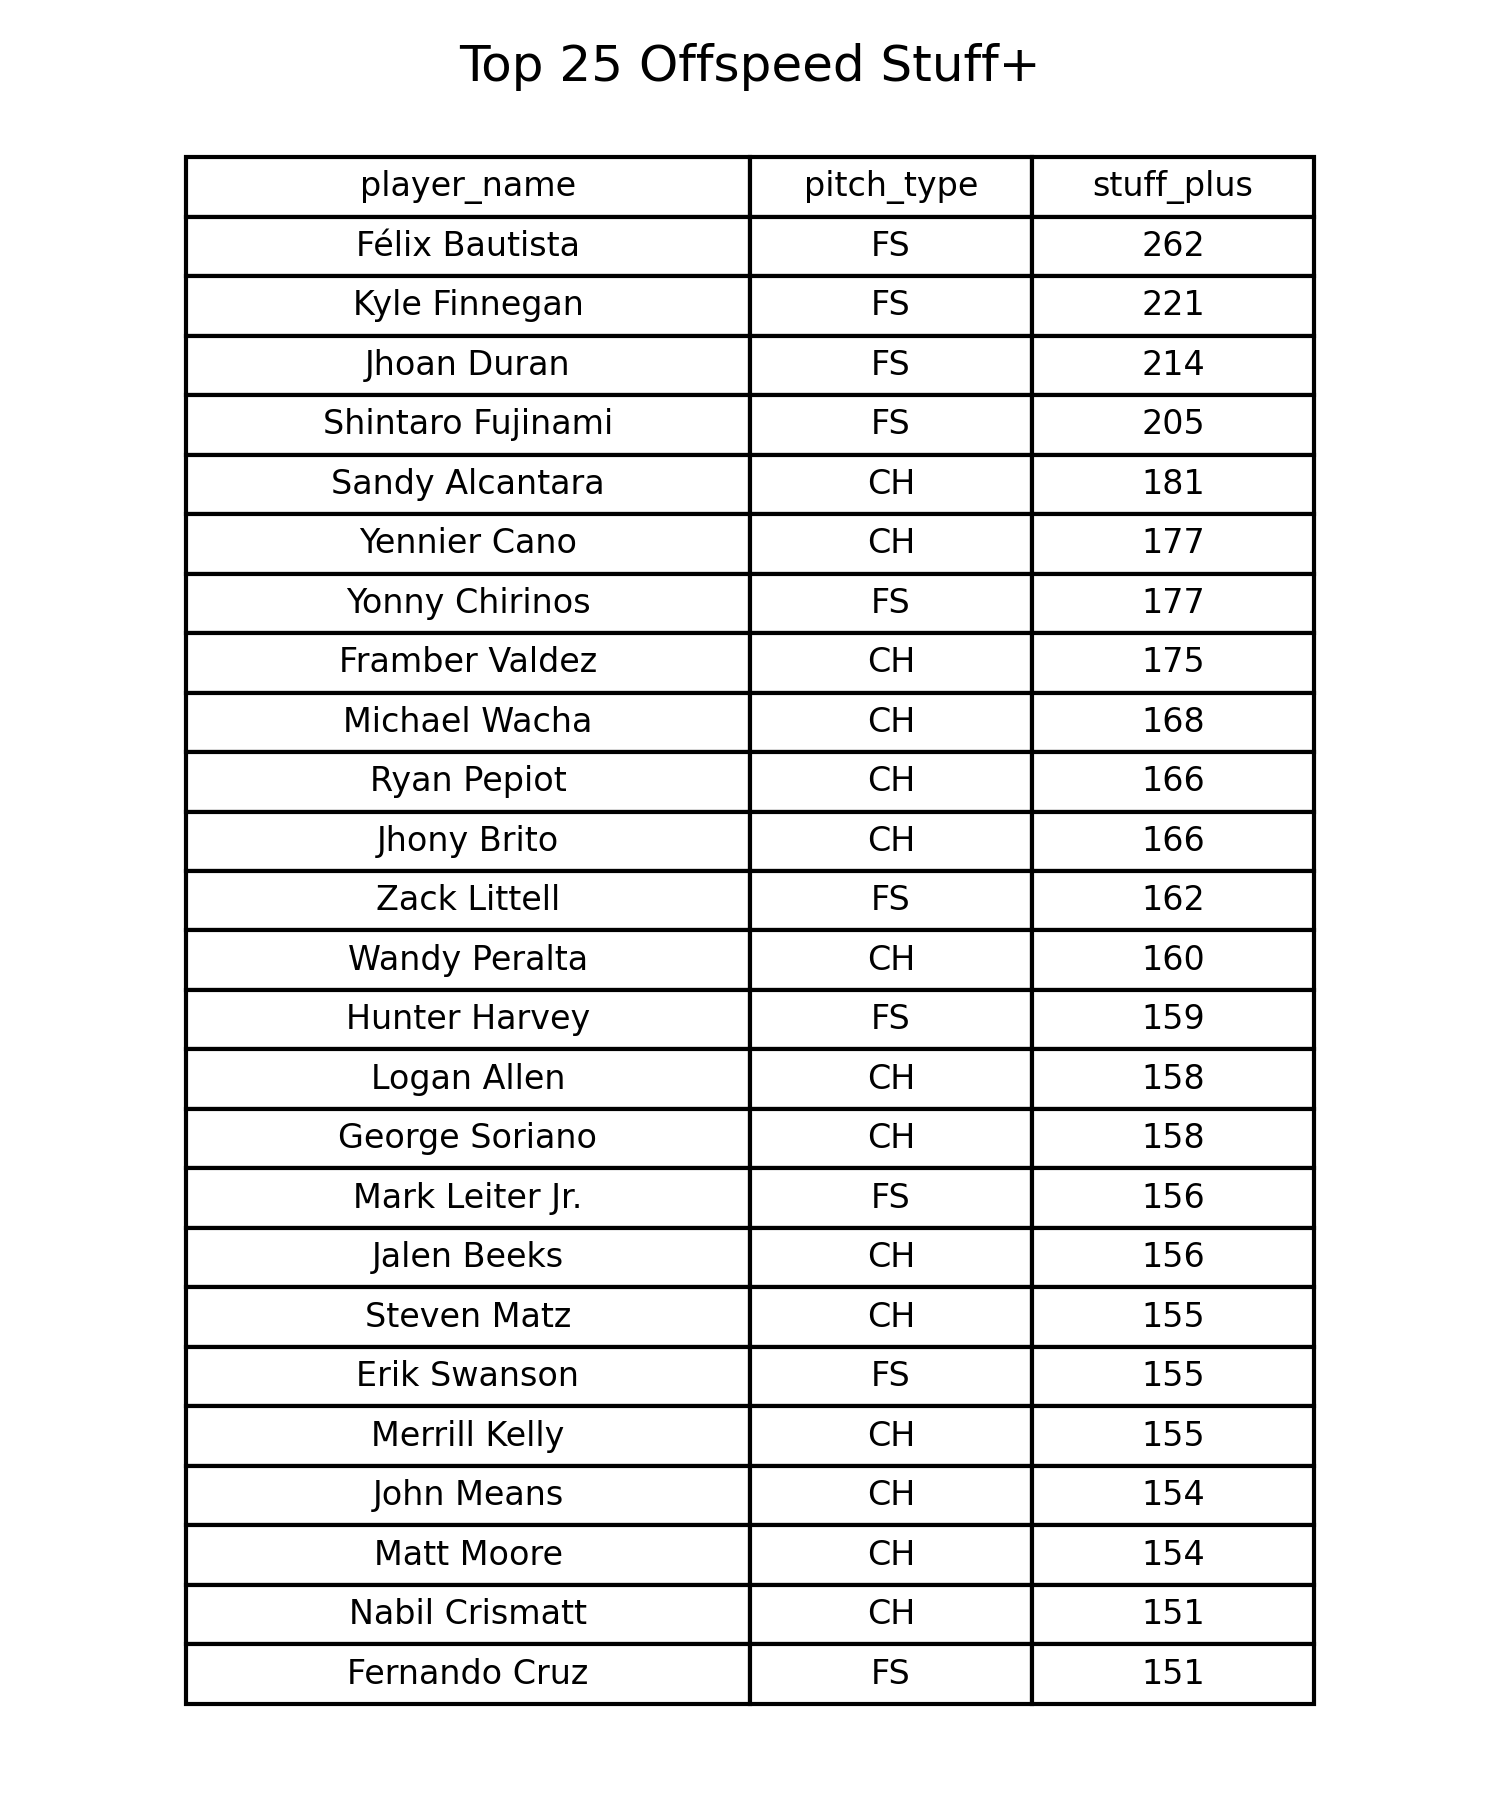 Top 25 Offspeed Stuff+
player_name pitch_type stuff_plus
Félix Bautista FS 262
Kyle Finnegan FS 221
Jhoan Duran FS 214
Shintaro Fujinami FS 205
Sandy Alcantara CH 181
Yennier Cano CH 177
Yonny Chirinos FS 177
Framber Valdez CH 175
Michael Wacha CH 168
Ryan Pepiot CH 166
Jhony Brito CH 166
Zack Littell FS 162
Wandy Peralta CH 160
Hunter Harvey FS 159
Logan Allen CH 158
George Soriano CH 158
Mark Leiter Jr. FS 156
Jalen Beeks CH 156
Steven Matz CH 155
Erik Swanson FS 155
Merrill Kelly CH 155
John Means CH 154
Matt Moore CH 154
Nabil Crismatt CH 151
Fernando Cruz FS 151